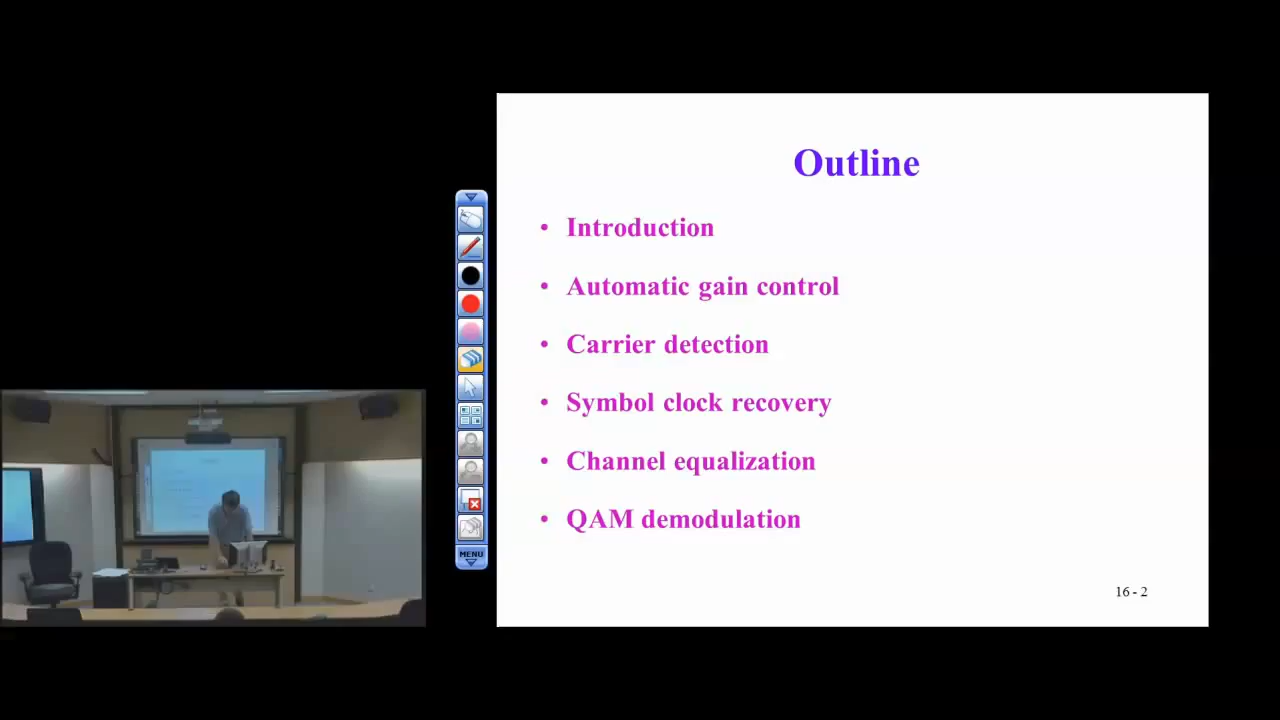 Outline
• Introduction
• Automatic gain control
• Carrier detection
• Symbol clock recovery
• Channel equalization
• QAM demodulation
16 - 2
MENU